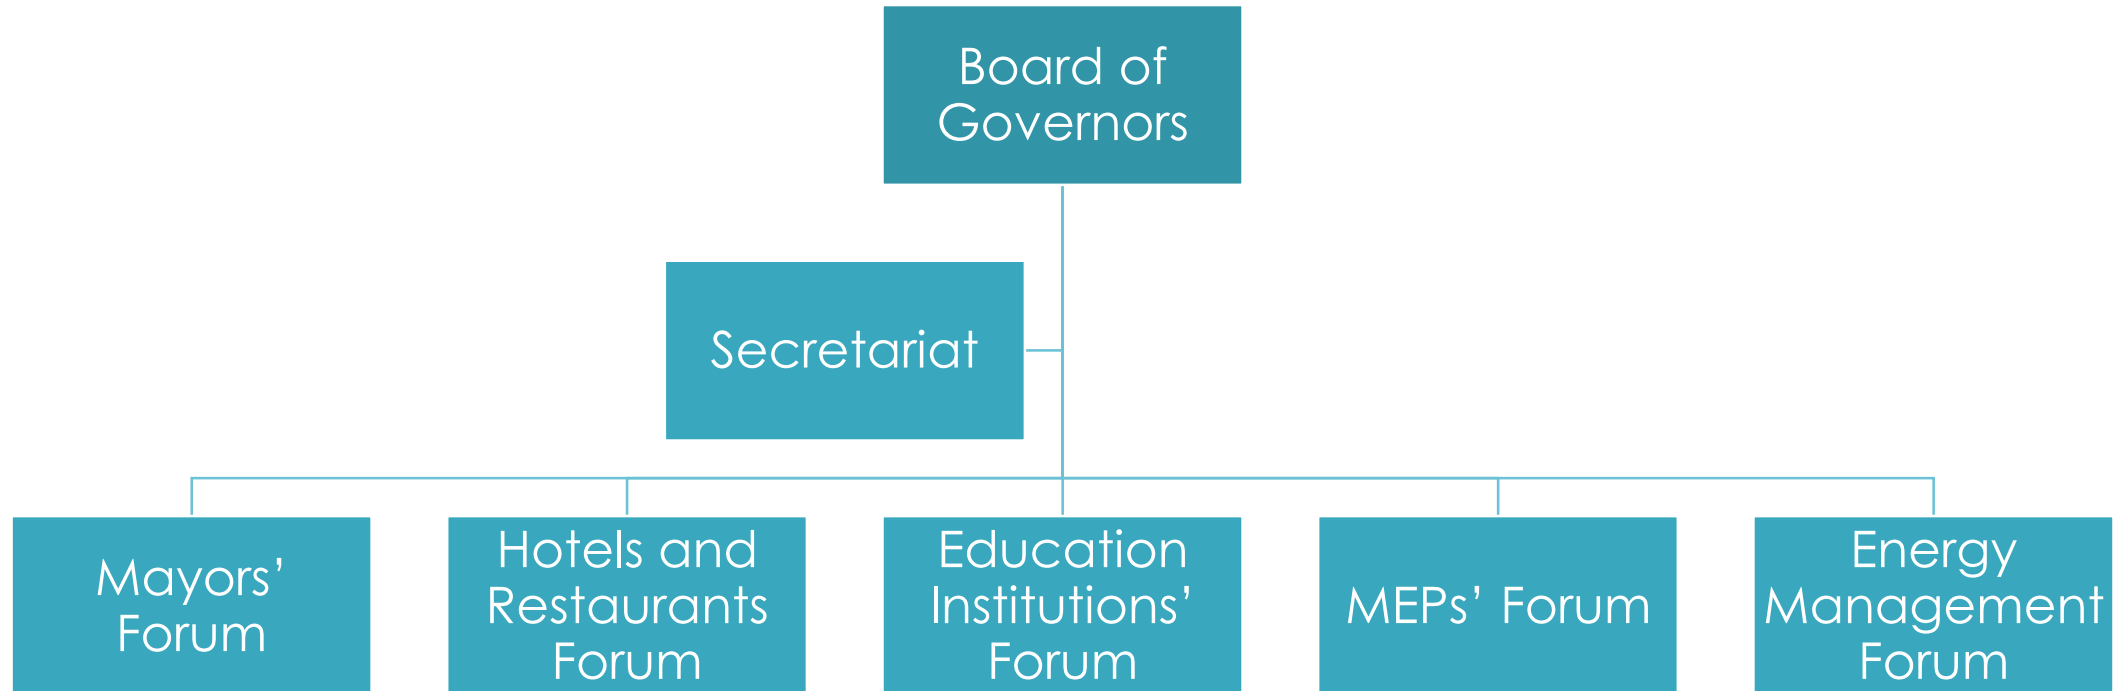 Board of
Governors
Secretariat
Mayors’
Forum
Hotels and
Restaurants
Forum
Education
Institutions’
Forum
MEPs’ Forum
Energy
Management
Forum